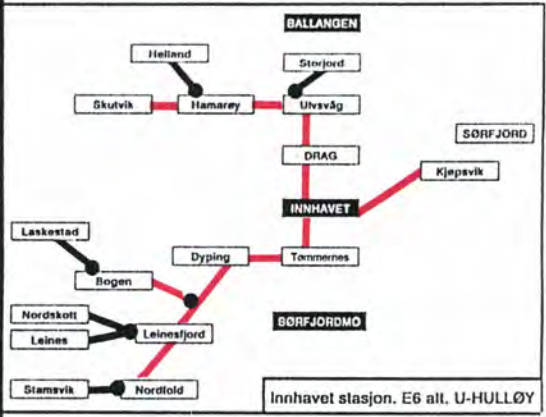 BALLANGEN
Helland
Storjord
Skutvik
Hamarøy
Ulvsvåg
SØRFJORD
DRAG
Kjøpsvik
INNHAVET
Laskestad
Dyping
Tømmernes
Bogen
Nordskott
SØRFJORDMO
Leinesfjord
Leines
Stamsvik
Nordfold
Innhavet stasjon. E6 alt. U-HULLØY